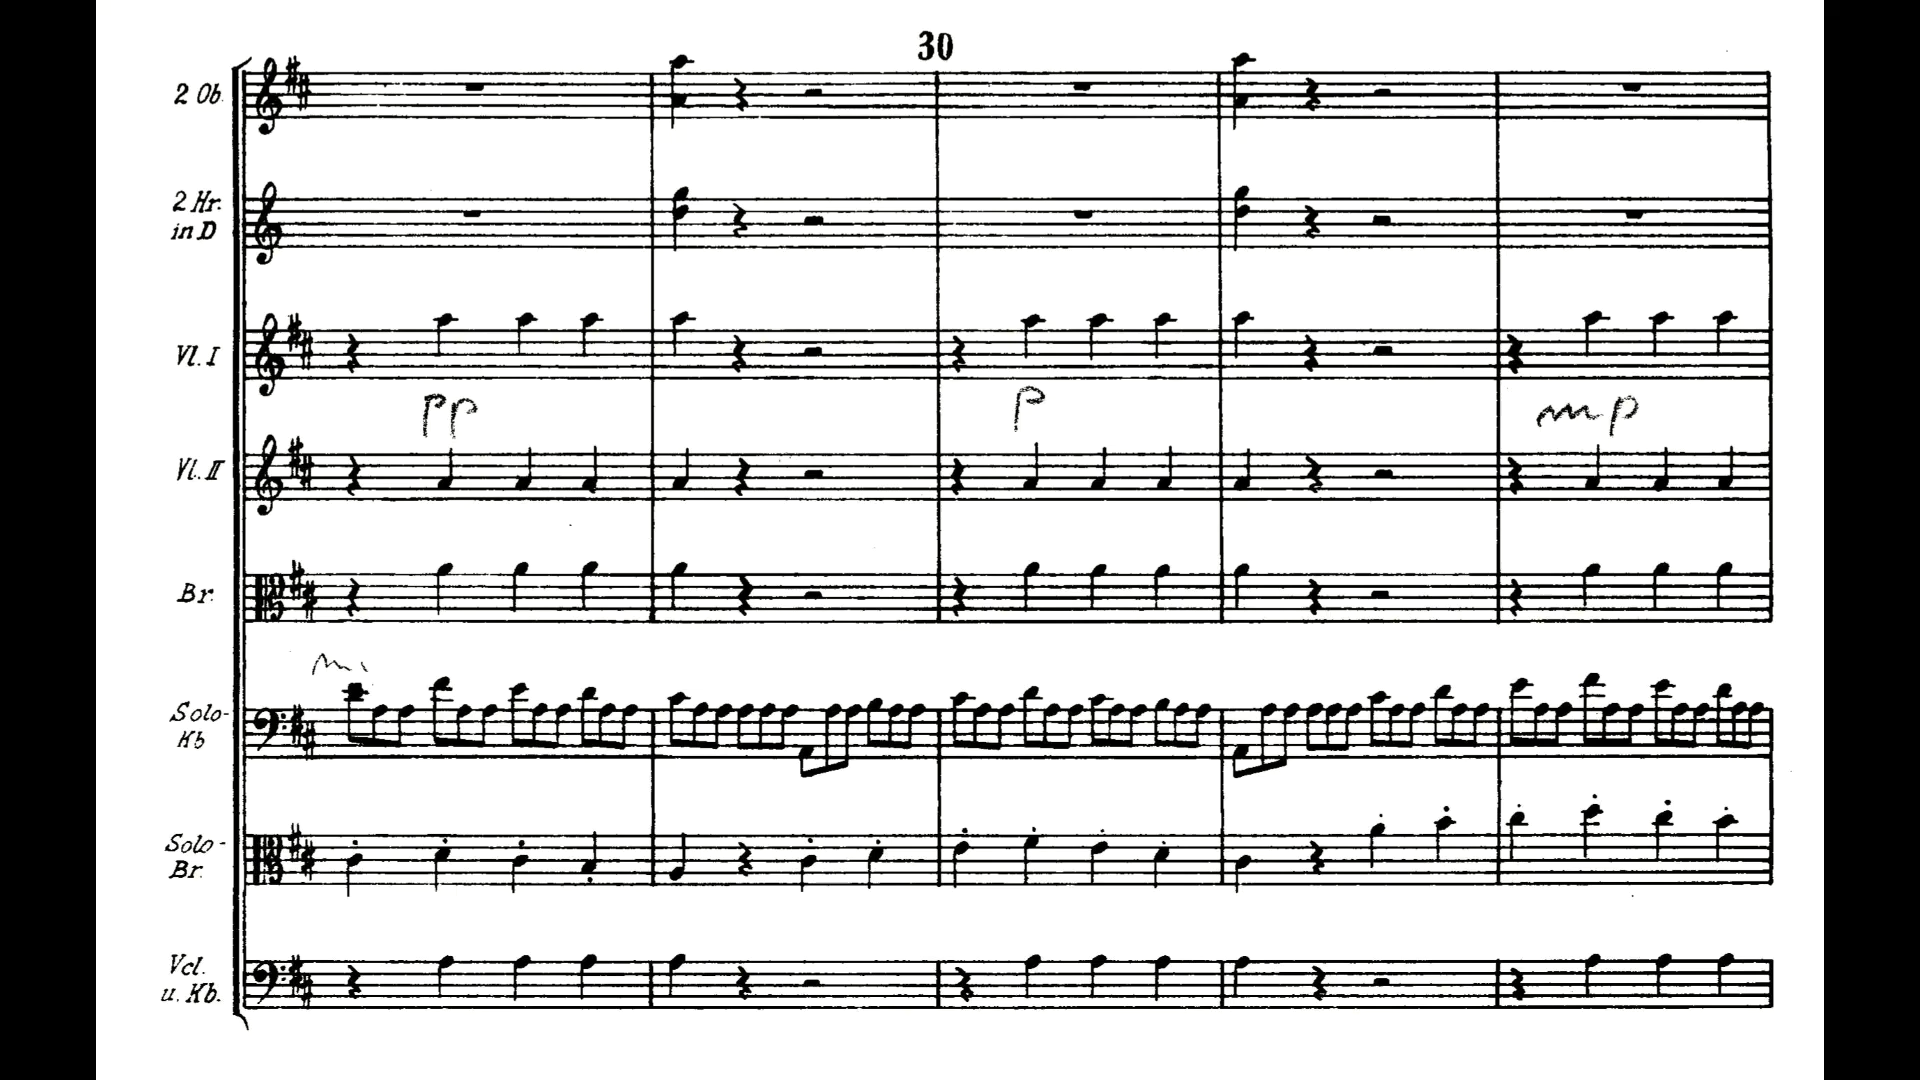 30
2 Ob.
2 Hr.
in D
Vl. I
pp
p
mp
Vl. II
Br.
Solo-
Kb
Solo-
Br.
Vcl.
u. Kb.